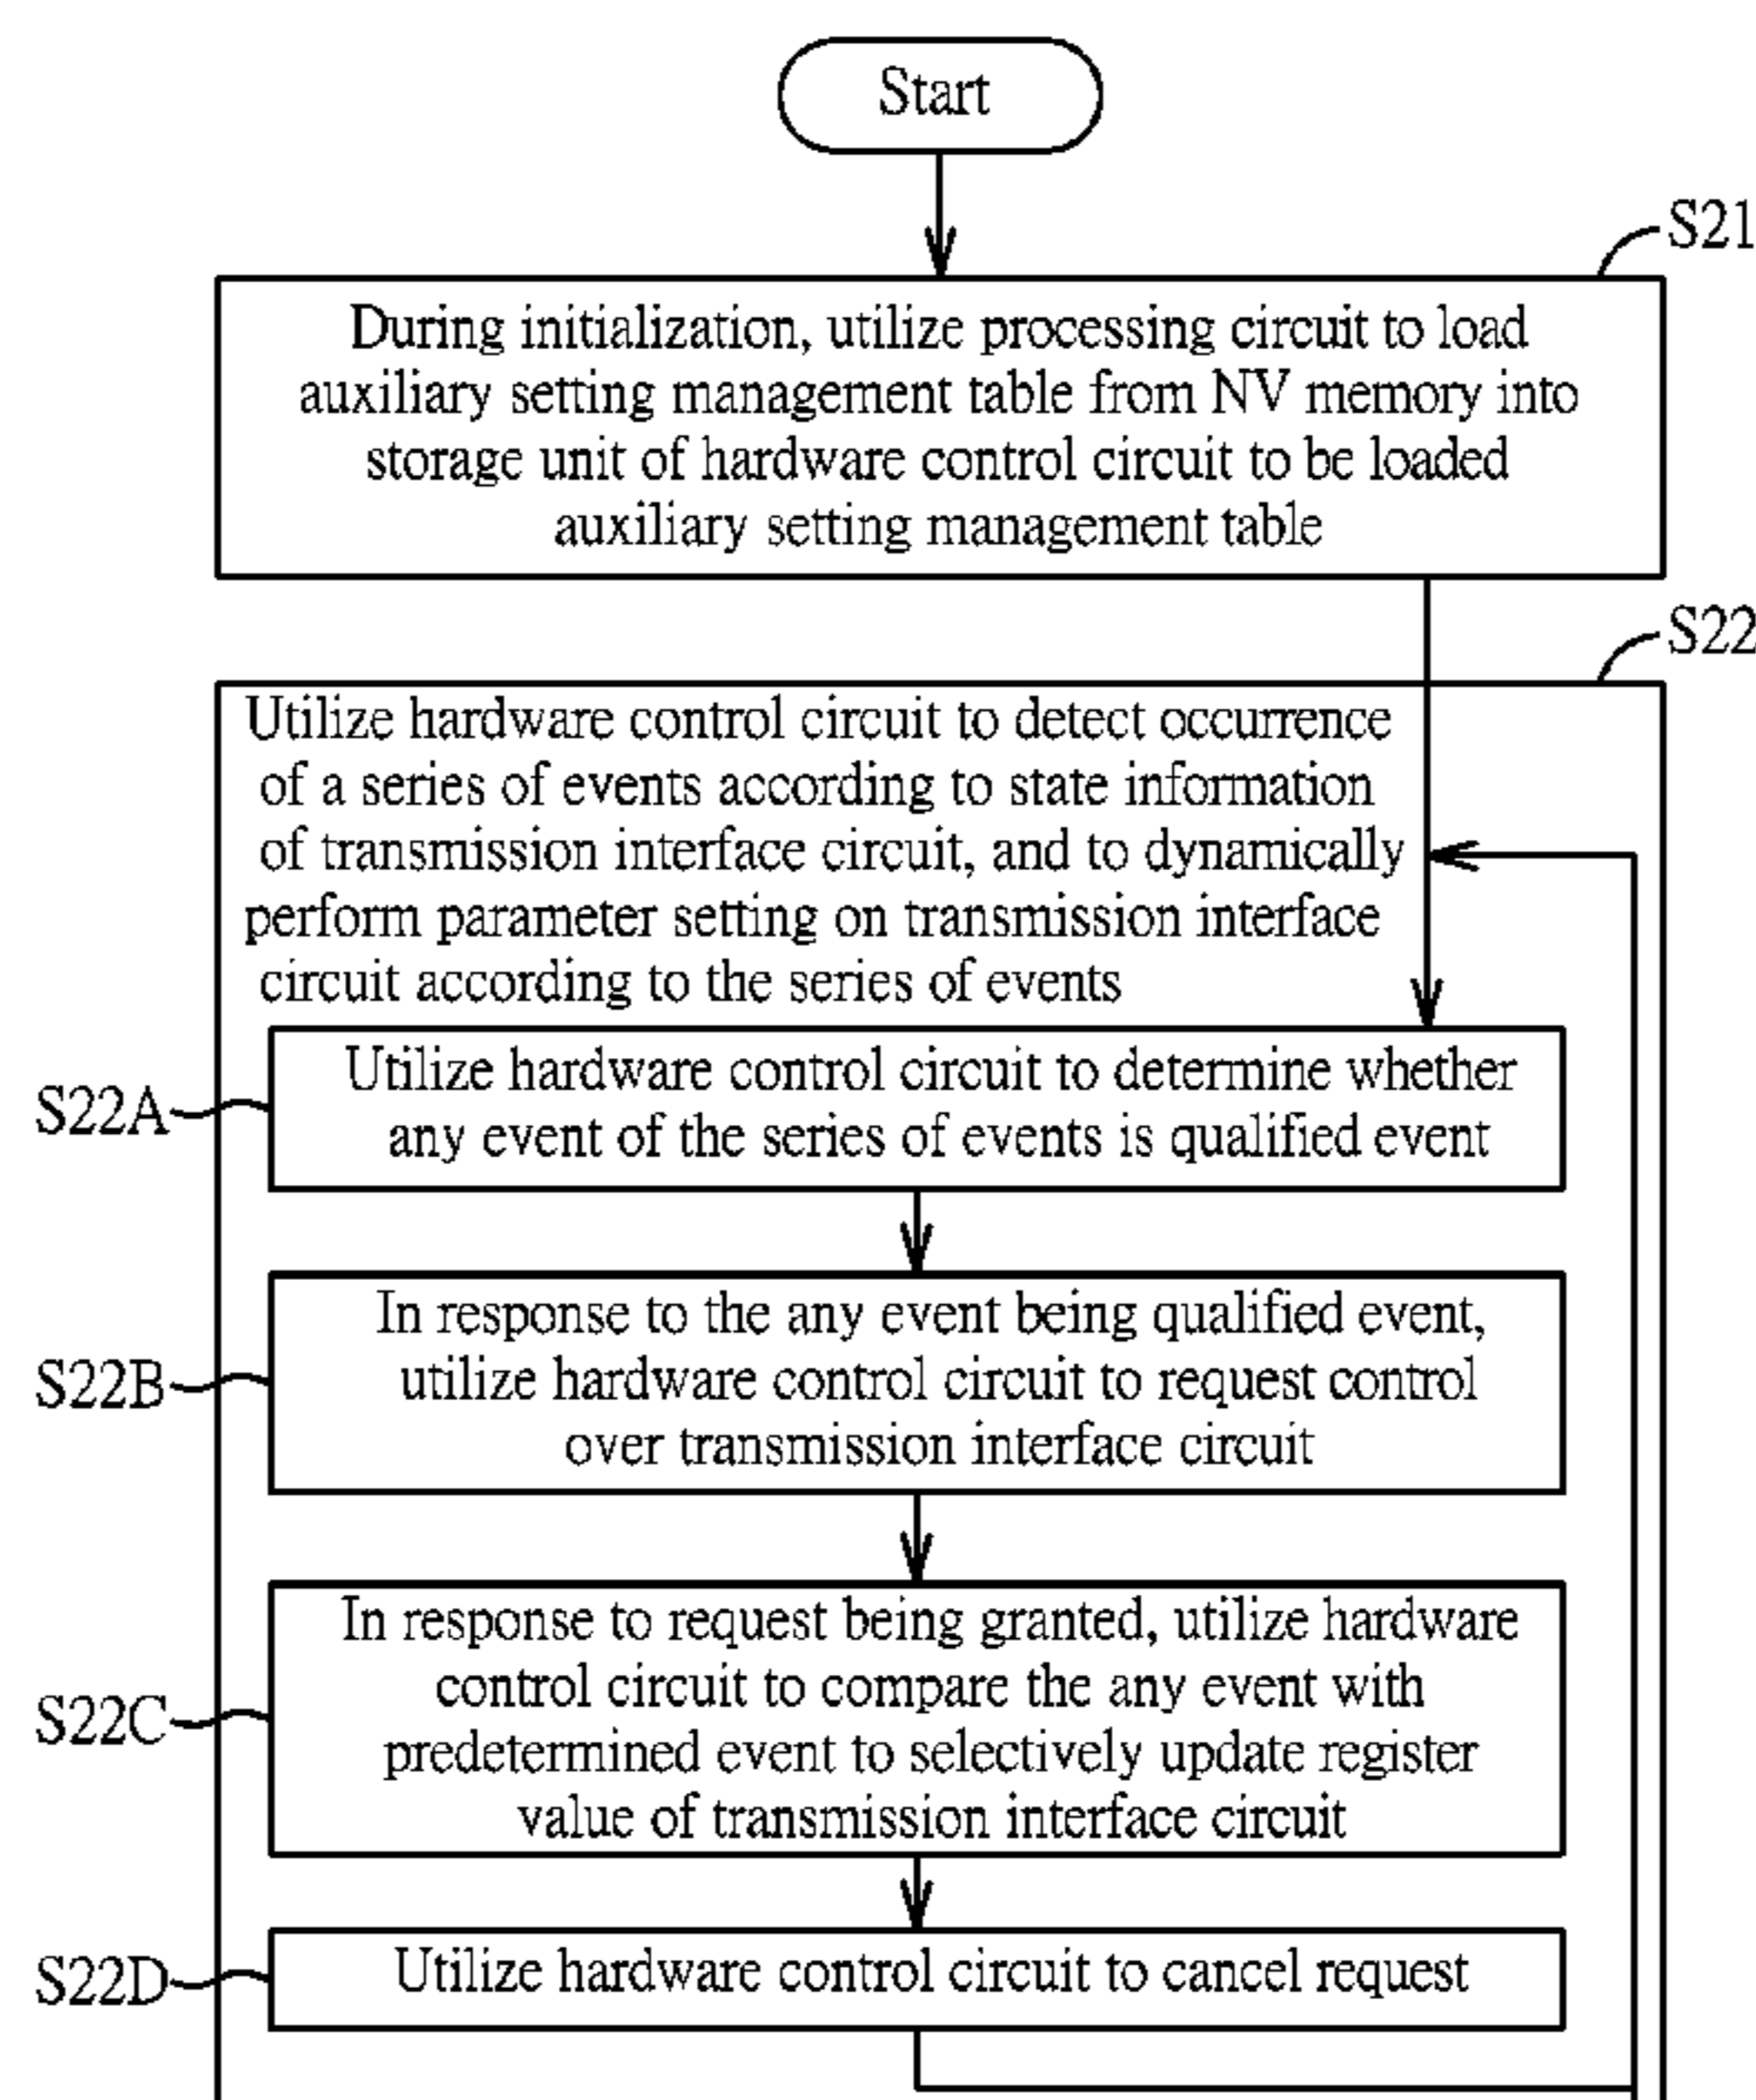 Start
S21
During initialization, utilize processing circuit to load
auxiliary setting management table from NV memory into
storage unit of hardware control circuit to be loaded
auxiliary setting management table
S22
Utilize hardware control circuit to detect occurrence
of a series of events according to state information
of transmission interface circuit, and to dynamically
perform parameter setting on transmission interface
circuit according to the series of events
S22A
Utilize hardware control circuit to determine whether
any event of the series of events is qualified event
S22B
In response to the any event being qualified event,
utilize hardware control circuit to request control
over transmission interface circuit
S22C
In response to request being granted, utilize hardware
control circuit to compare the any event with
predetermined event to selectively update register
value of transmission interface circuit
S22D
Utilize hardware control circuit to cancel request